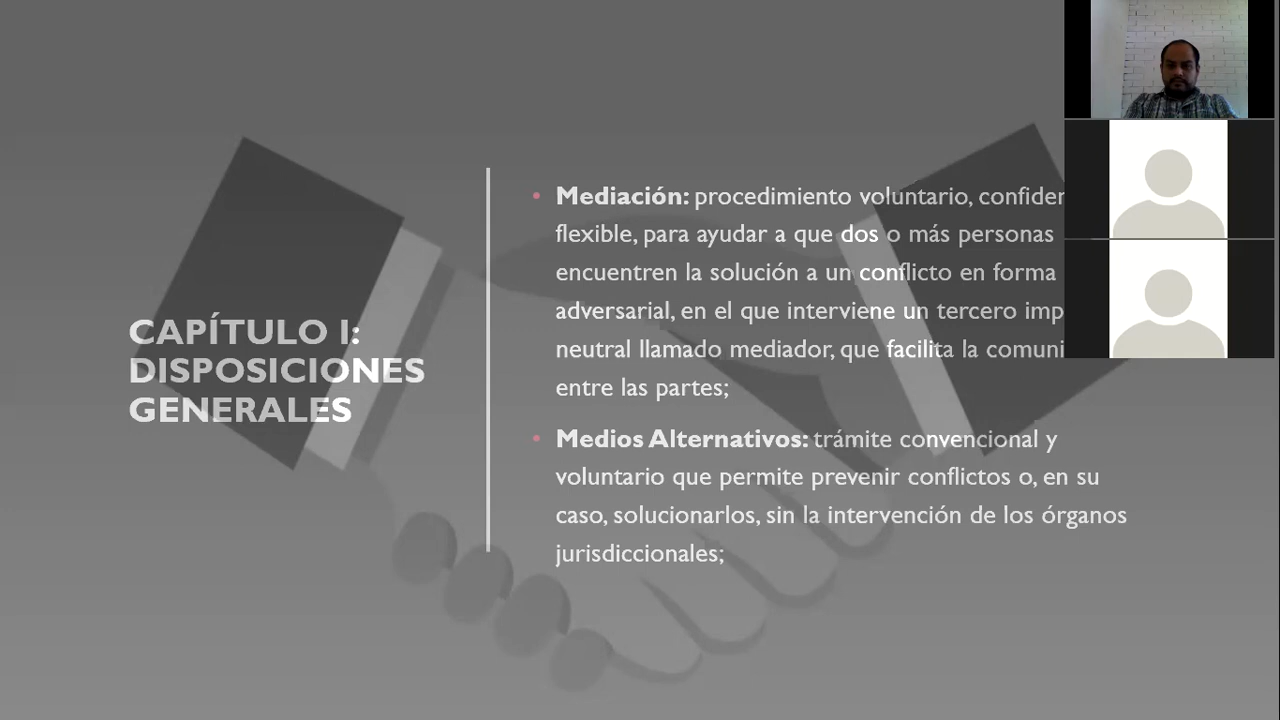 CAPÍTULO I:
DISPOSICIONES
GENERALES
• Mediación: procedimiento voluntario,
flexible, para ayudar a que dos o más personas
encuentren la solución a un conflicto en forma
adversarial, en el que interviene un tercero
neutral llamado mediador, que facilita la
entre las partes;
• Medios Alternativos: trámite convencional y
voluntario que permite prevenir conflictos o, en su
caso, solucionarlos, sin la intervención de los órganos
jurisdiccionales;